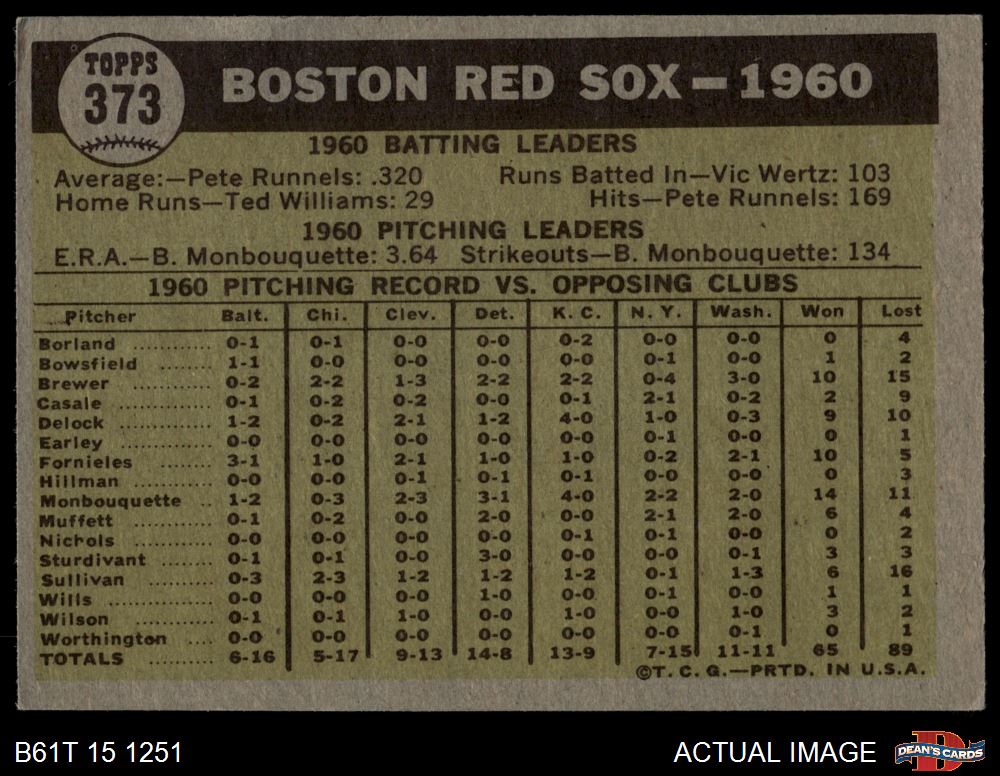 TOPPS
373
BOSTON RED SOX—1960
1960 BATTING LEADERS
Average:—Pete Runnels: .320 Runs Batted In—Vic Wertz: 103
Home Runs—Ted Williams: 29 Hits—Pete Runnels: 169
1960 PITCHING LEADERS
E.R.A.—B. Monbouquette: 3.64 Strikeouts—B. Monbouquette: 134
1960 PITCHING RECORD VS. OPPOSING CLUBS
Pitcher Balt. Chi. Clev. Det. K. C. N. Y. Wash. Won Lost
Borland .......... 0-1 0-1 0-0 0-0 0-2 0-0 0-0 0 4
Bowsfield ........ 1-1 0-0 0-0 0-0 0-0 0-1 0-0 1 2
Brewer .......... 0-2 2-2 1-3 2-2 2-2 0-4 3-0 10 15
Casale ............ 0-1 0-2 0-2 0-0 0-1 2-1 0-2 2 9
Delock ............ 1-2 0-2 2-1 1-2 4-0 1-0 0-3 9 10
Earley ............ 0-0 0-0 0-0 0-0 0-0 0-1 0-0 0 1
Fornieles ........ 3-1 1-0 2-1 1-0 1-0 0-2 2-1 10 5
Hillman .......... 0-0 0-0 0-1 0-1 0-1 0-0 0-0 0 3
Monbouquette .. 1-2 0-3 2-3 3-1 4-0 2-2 2-0 14 11
Muffett .......... 0-1 0-2 0-0 2-0 0-0 2-1 2-0 6 4
Nichols .......... 0-0 0-0 0-0 0-0 0-1 0-1 0-0 0 2
Sturdivant ........ 0-1 0-1 0-0 3-0 0-0 0-0 0-1 3 3
Sullivan .......... 0-3 2-3 1-2 1-2 1-2 0-1 1-3 6 16
Wills .............. 0-0 0-0 0-0 1-0 0-0 0-1 0-0 1 1
Wilson ............ 0-1 0-1 1-0 0-0 1-0 0-0 1-0 3 2
Worthington .... 0-0 0-0 0-0 0-0 0-0 0-0 0-1 0 1
TOTALS .......... 6-16 5-17 9-13 14-8 13-9 7-15 11-11 65 89
©T. C. G.—PRTD. IN U.S.A.
B61T 15 1251 ACTUAL IMAGE DEAN'S CARDS